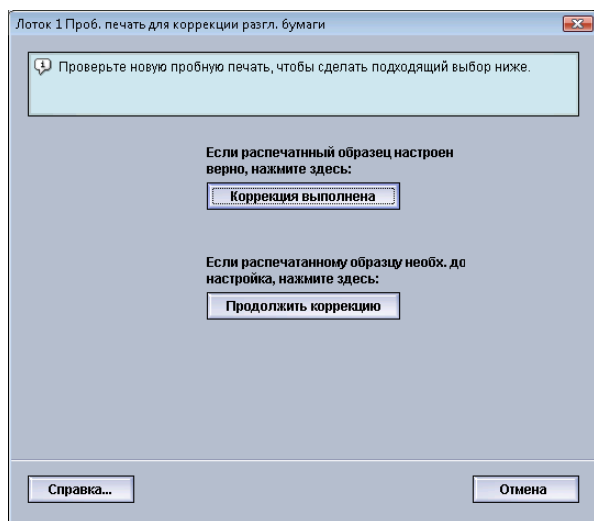 Лоток 1 Проб. печать для коррекции разгл. бумаги
Проверьте новую пробную печать, чтобы сделать подходящий выбор ниже.
Если распечатнный образец настроен
верно, нажмите здесь:
Коррекция выполнена
Если распечатанному образцу необх. до
настройка, нажмите здесь:
Продолжить коррекцию
Справка...
Отмена